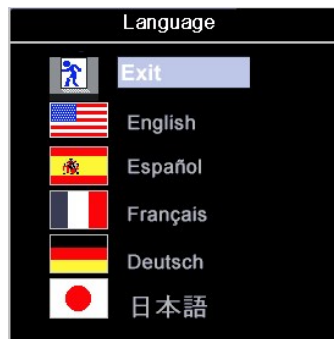 Language
Exit
English
Español
Français
Deutsch
日本語